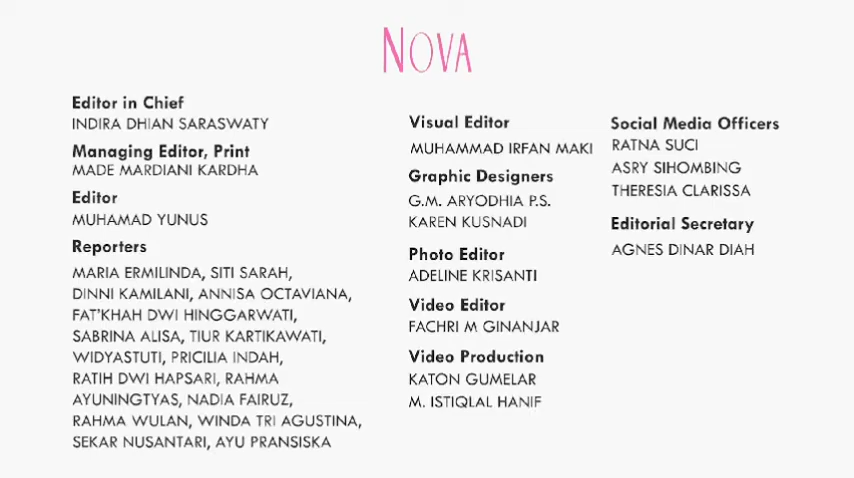 NOVA
Editor in Chief
INDIRA DHIAN SARASWATY
Managing Editor, Print
MADE MARDIANI KARDHA
Editor
MUHAMAD YUNUS
Reporters
MARIA ERMILINDA, SITI SARAH,
DINNI KAMILANI, ANNISA OCTAVIANA,
FAT'KHAH DWI HINGGARWATI,
SABRINA ALISA, TIUR KARTIKAWATI,
WIDYASTUTI, PRICILIA INDAH,
RATIH DWI HAPSARI, RAHMA
AYUNINGTYAS, NADIA FAIRUZ,
RAHMA WULAN, WINDA TRI AGUSTINA,
SEKAR NUSANTARI, AYU PRANSISKA
Visual Editor
MUHAMMAD IRFAN MAKI
Graphic Designers
G.M. ARYODHIA P.S.
KAREN KUSNADI
Photo Editor
ADELINE KRISANTI
Video Editor
FACHRI M GINANJAR
Video Production
KATON GUMELAR
M. ISTIQLAL HANIF
Social Media Officers
RATNA SUCI
ASRY SIHOMBING
THERESIA CLARISSA
Editorial Secretary
AGNES DINAR DIAH